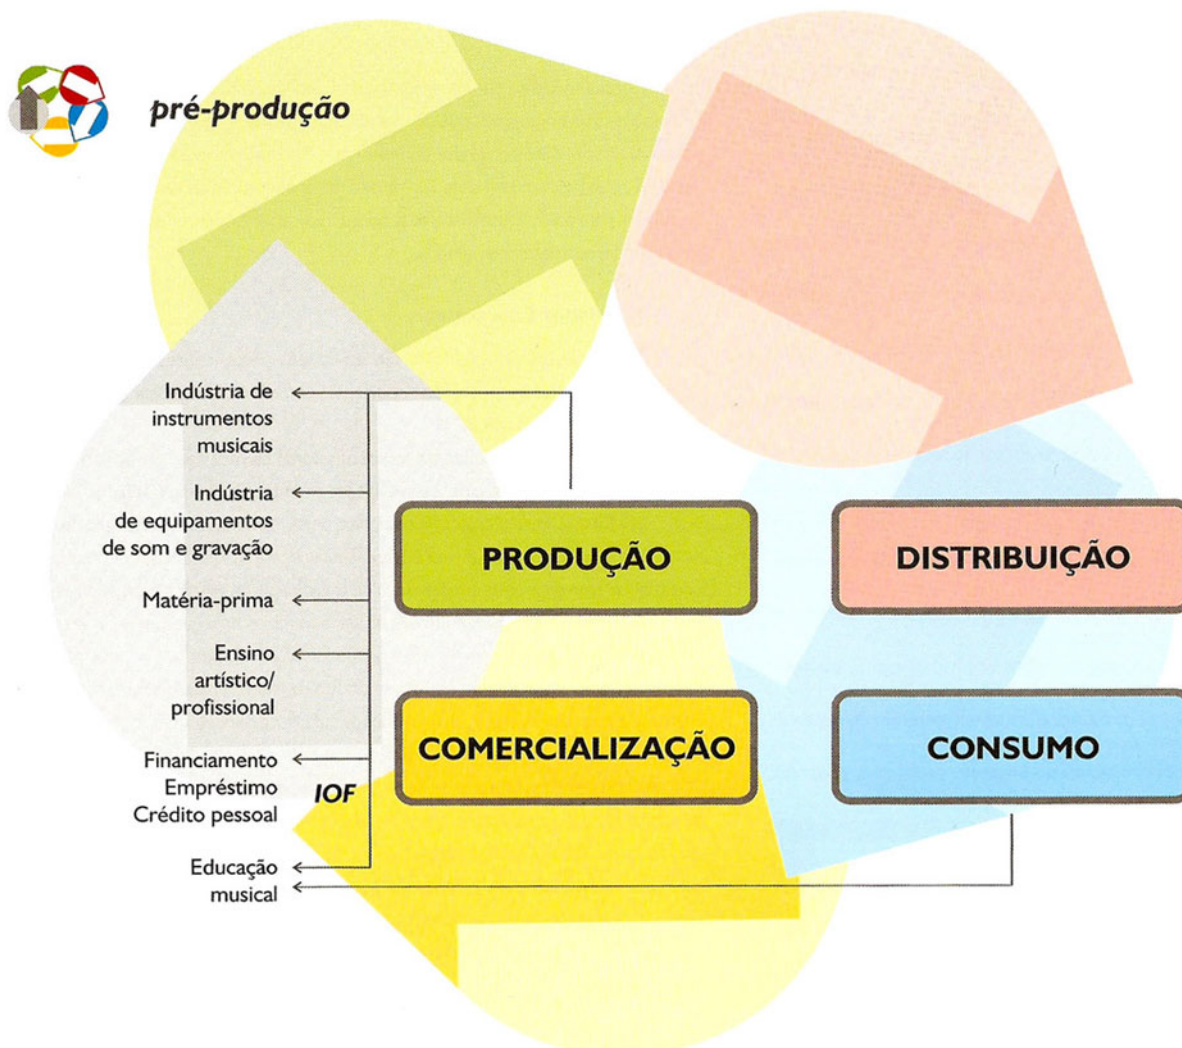 pré-produção
Indústria de
instrumentos
musicais
Indústria
de equipamentos
de som e gravação
Matéria-prima
Ensino
artístico/
profissional
Financiamento
Empréstimo
Crédito pessoal
IOF
Educação
musical
PRODUÇÃO
DISTRIBUIÇÃO
COMERCIALIZAÇÃO
CONSUMO